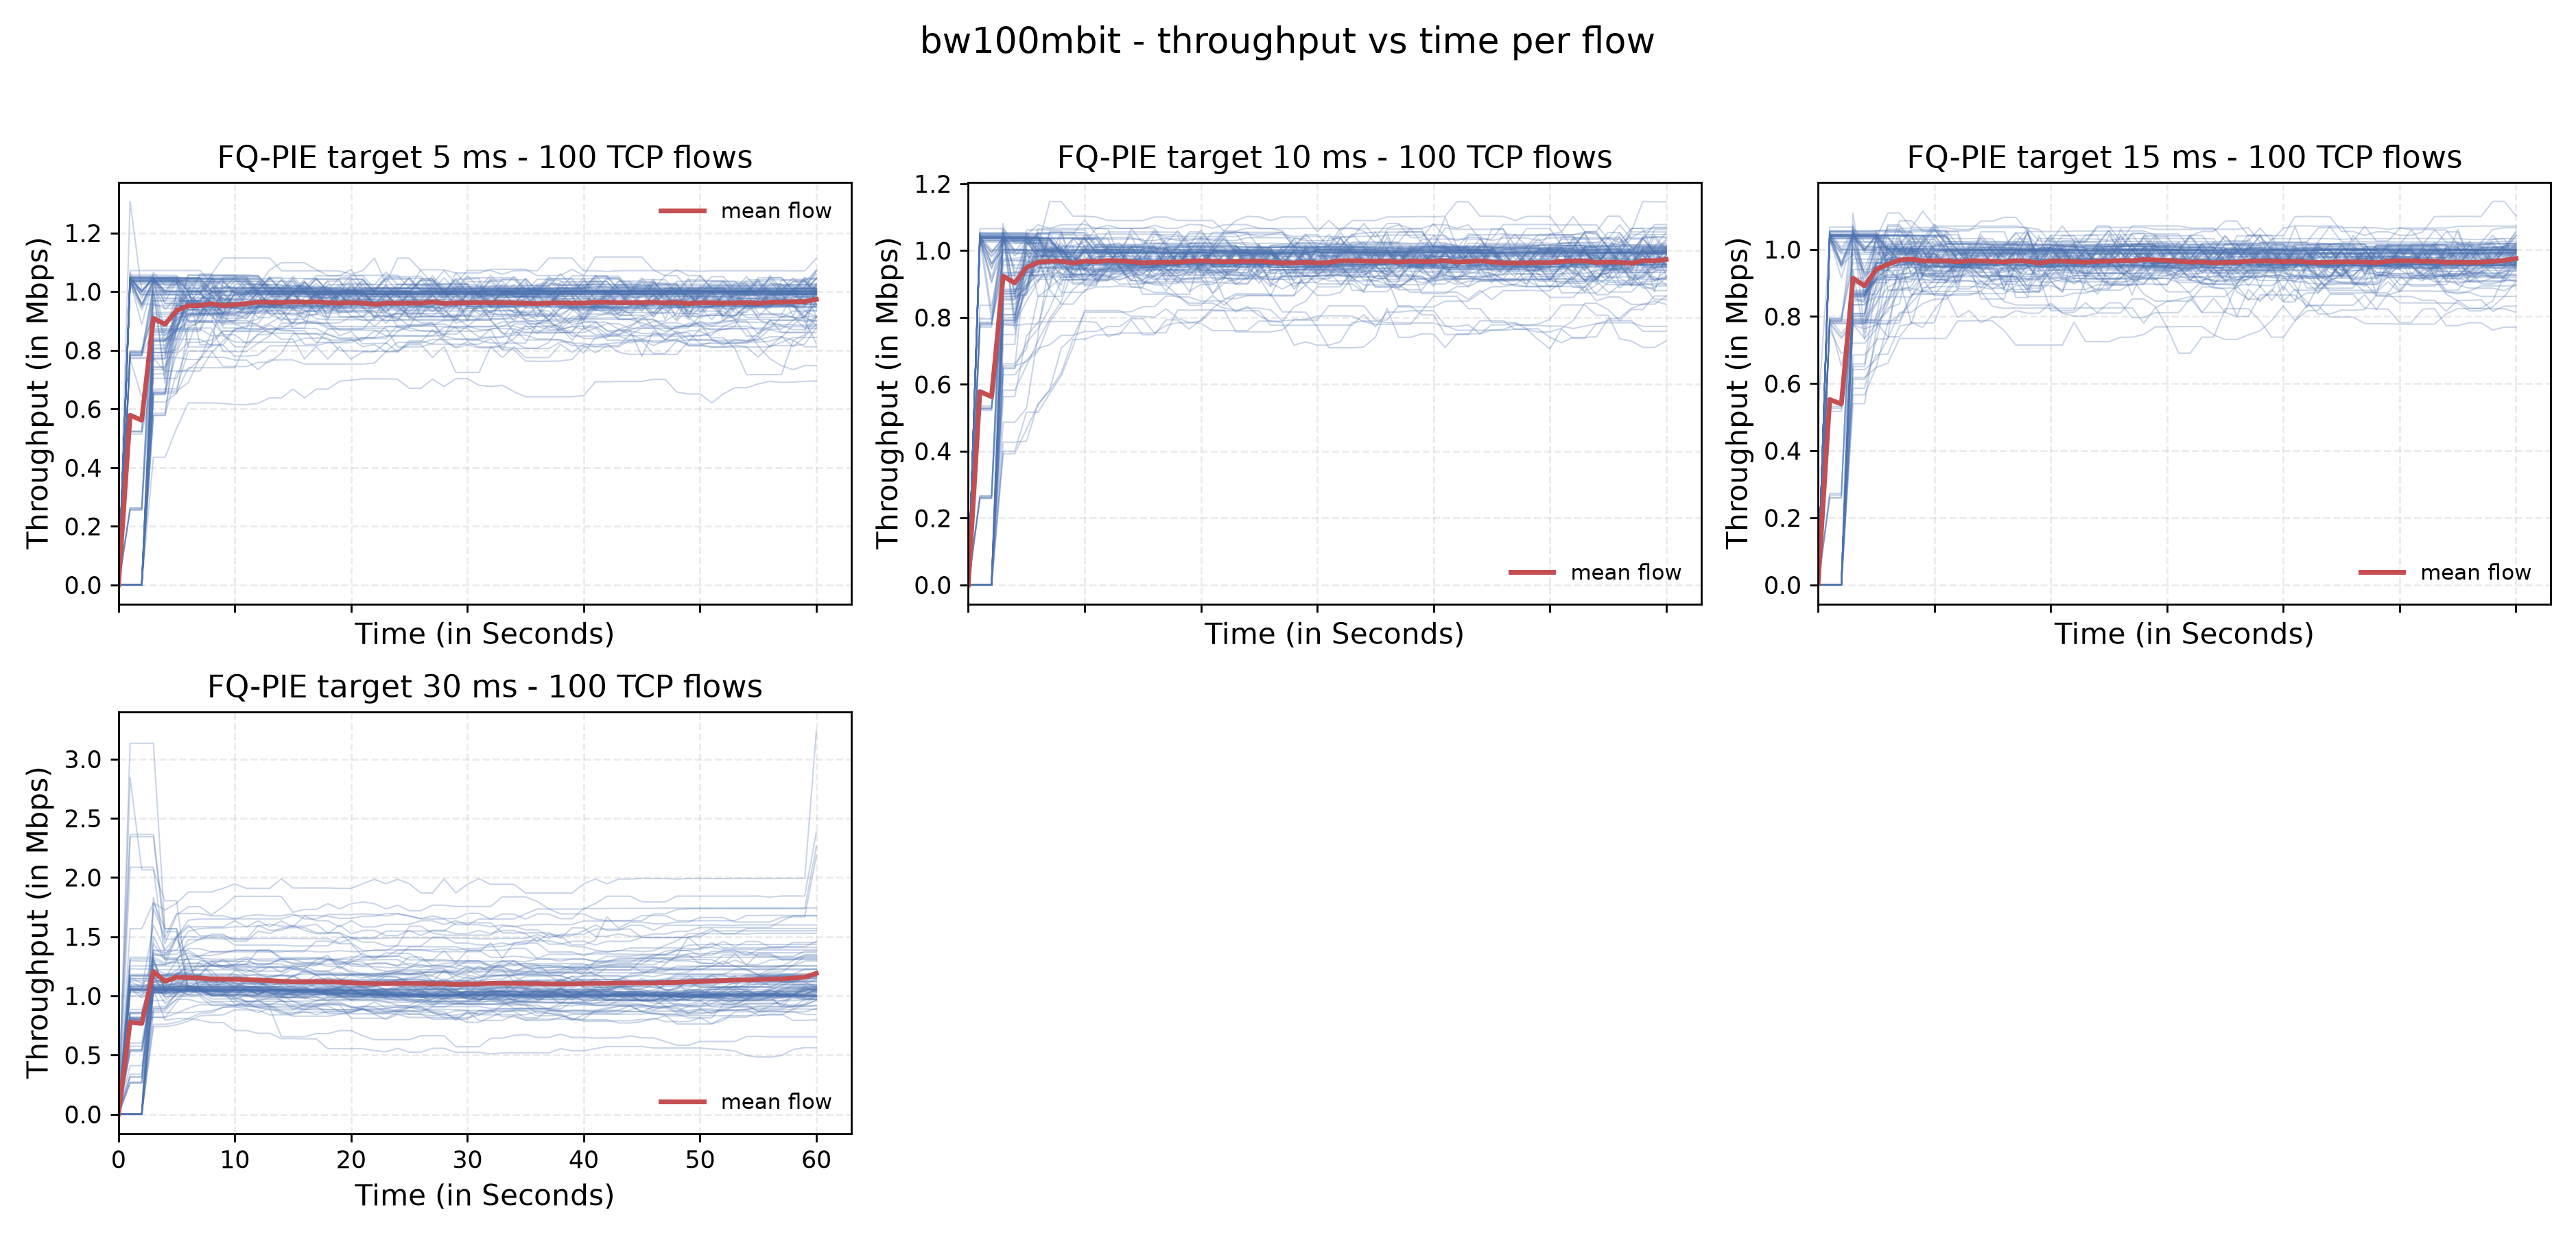 bw100mbit - throughput vs time per flow
FQ-PIE target 5 ms - 100 TCP flows
Throughput (in Mbps)
1.2
1.0
0.8
0.6
0.4
0.2
0.0
mean flow
Time (in Seconds)
FQ-PIE target 10 ms - 100 TCP flows
Throughput (in Mbps)
1.2
1.0
0.8
0.6
0.4
0.2
0.0
mean flow
Time (in Seconds)
FQ-PIE target 15 ms - 100 TCP flows
Throughput (in Mbps)
1.0
0.8
0.6
0.4
0.2
0.0
mean flow
Time (in Seconds)
FQ-PIE target 30 ms - 100 TCP flows
Throughput (in Mbps)
3.0
2.5
2.0
1.5
1.0
0.5
0.0
mean flow
0 10 20 30 40 50 60
Time (in Seconds)